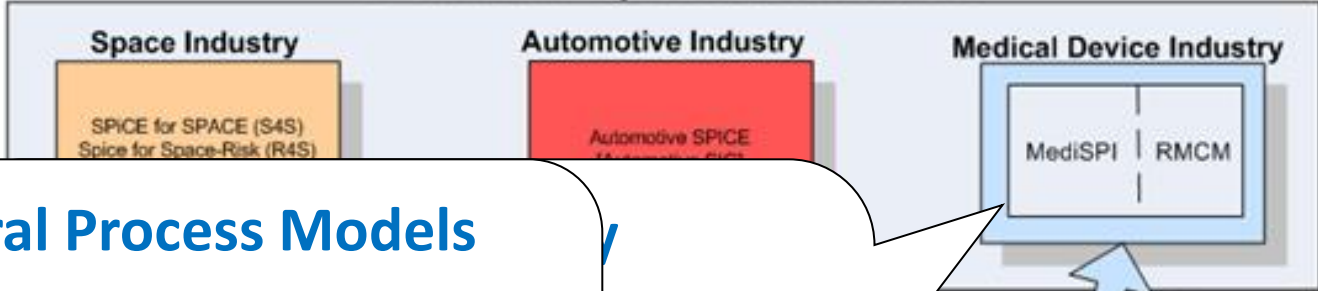 Space Industry
Automotive Industry
Medical Device Industry
SPiCE for SPACE (S4S)
Spice for Space-Risk (R4S)
Automotive SPICE
MediSPI
RMCM
ral Process Models
y